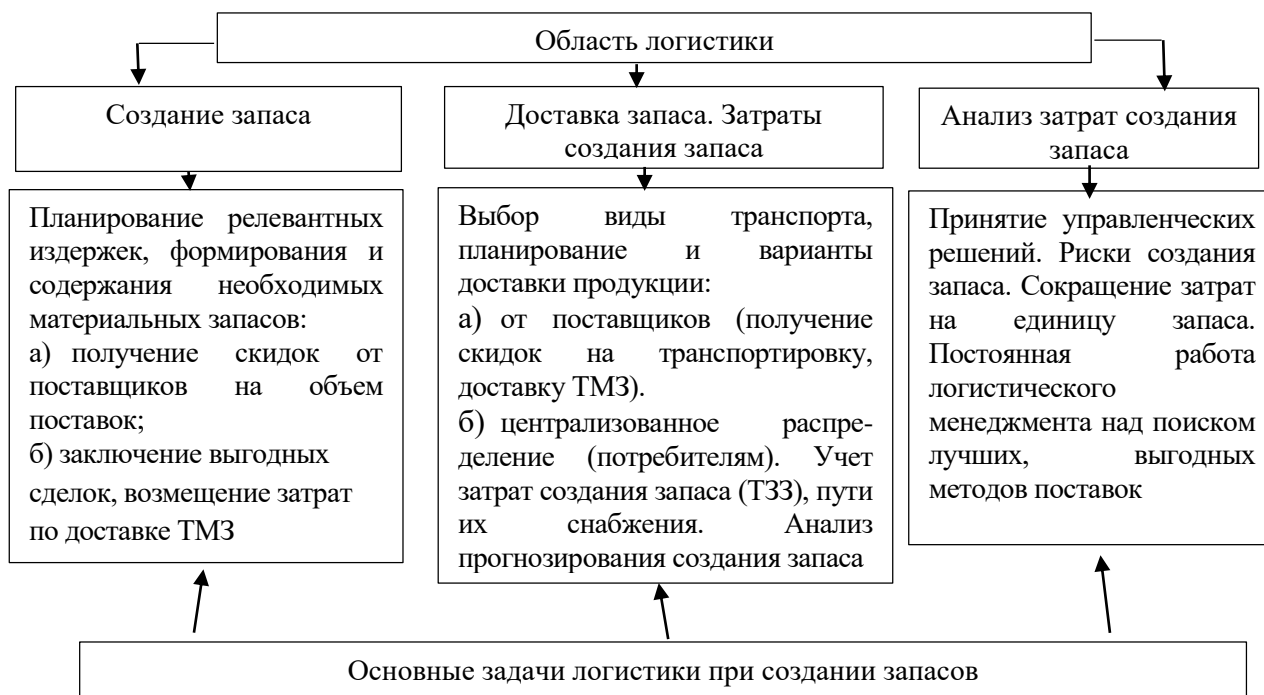 Область логистики
Создание запаса
Доставка запаса. Затраты
создания запаса
Анализ затрат создания
запаса
Планирование релевантных
издержек, формирования и
содержания необходимых
материальных запасов:
а) получение скидок от
поставщиков на объем
поставок;
б) заключение выгодных
сделок, возмещение затрат
по доставке ТМЗ
Выбор виды транспорта,
планирование и варианты
доставки продукции:
а) от поставщиков (получение
скидок на транспортировку,
доставку ТМЗ).
б) централизованное распре-
деление (потребителям). Учет
затрат создания запаса (ТЗЗ), пути
их снабжения. Анализ
прогнозирования создания запаса
Принятие управленческих
решений. Риски создания
запаса. Сокращение затрат
на единицу запаса.
Постоянная работа
логистического
менеджмента над поиском
лучших, выгодных
методов поставок
Основные задачи логистики при создании запасов